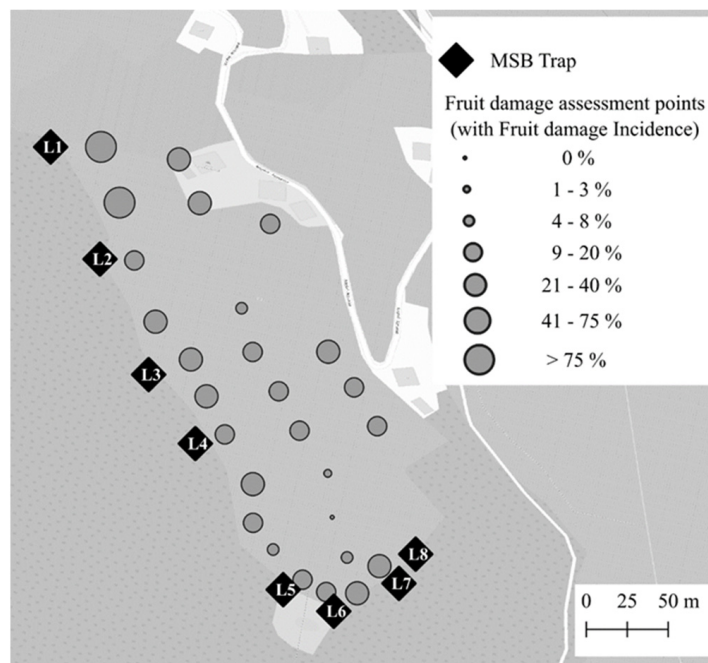 MSB Trap
Fruit damage assessment points
(with Fruit damage Incidence)
0 %
1 - 3 %
4 - 8 %
9 - 20 %
21 - 40 %
41 - 75 %
> 75 %
L1
L2
L3
L4
L5
L6
L7
L8
0 25 50 m